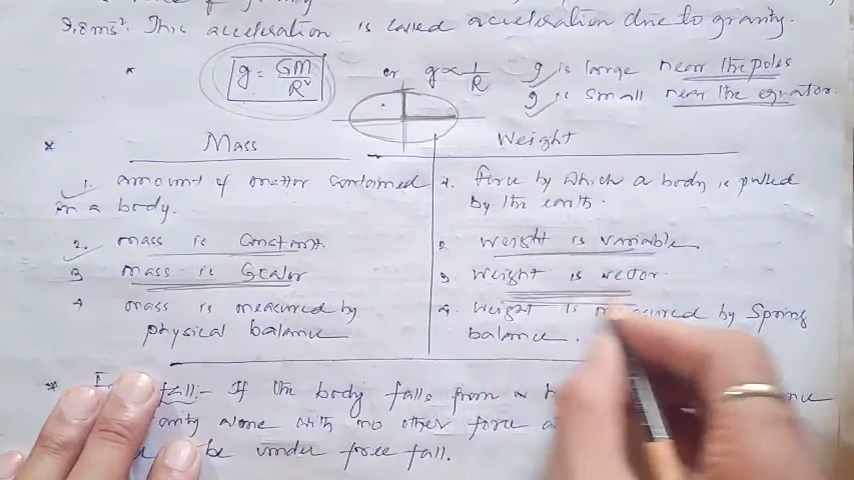 9.8 ms². This acceleration is called acceleration due to gravity.
* g = GM/R² or g ∝ 1/R g is large near the poles
g is small near the equator.
* Mass Weight
1. amount of matter contained in a body.
1. force by which a body is pulled by the earth.
2. mass is constant.
2. Weight is variable.
3 mass is Scalar
3. Weight is vector.
4 mass is measured by physical balance
4. Weight is measured by Spring balance.
* fall:- If the body falls from a
alone with no other force
be under free fall.